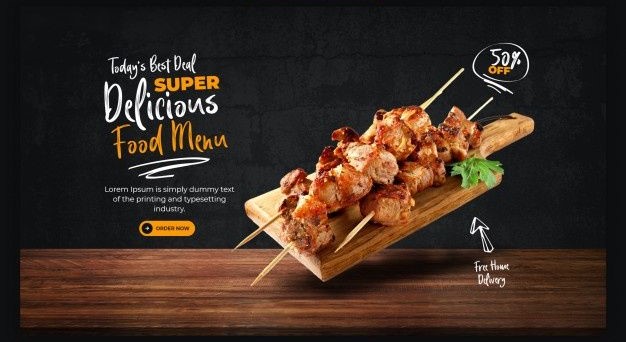 Today's Best Deal
SUPER
Delicious
Food Menu
Lorem Ipsum is simply dummy text
of the printing and typesetting
industry.
ORDER NOW
50%
OFF
Free Home
Delivery